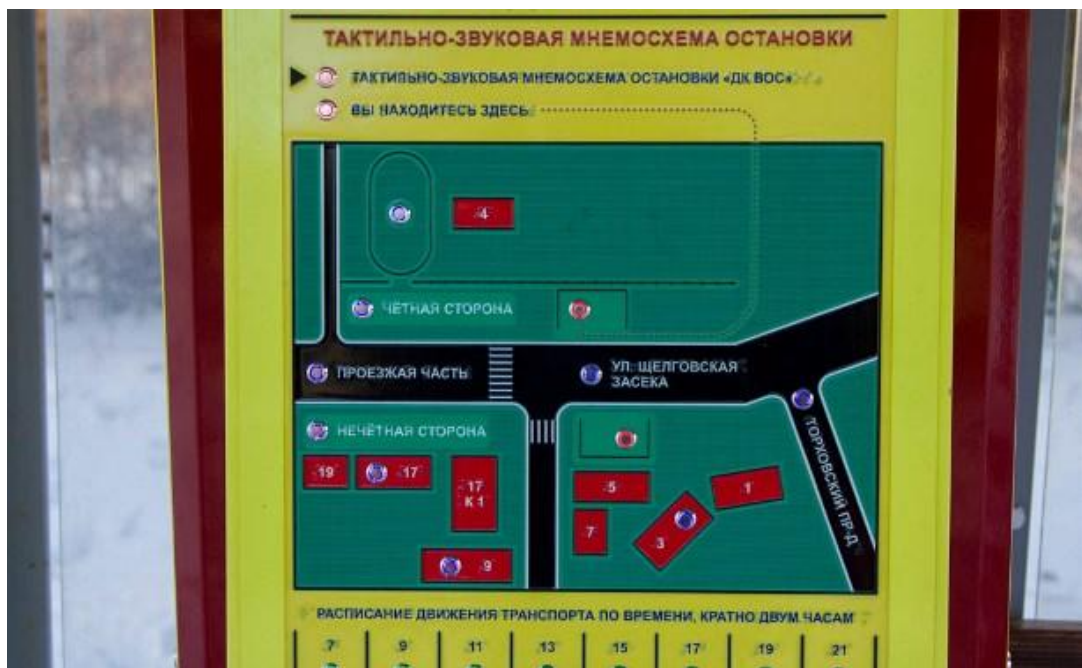 ТАКТИЛЬНО-ЗВУКОВАЯ МНЕМОСХЕМА ОСТАНОВКИ
ТАКТИЛЬНО-ЗВУКОВАЯ МНЕМОСХЕМА ОСТАНОВКИ «ДК ВОС»
ВЫ НАХОДИТЕСЬ ЗДЕСЬ
4
ЧЁТНАЯ СТОРОНА
ПРОЕЗЖАЯ ЧАСТЬ
УЛ. ЩЕЛГОВСКАЯ
ЗАСЕКА
НЕЧЁТНАЯ СТОРОНА
ТОРХОВСКИЙ ПР-Д
19
17
17
К 1
5
1
7
3
9
РАСПИСАНИЕ ДВИЖЕНИЯ ТРАНСПОРТА ПО ВРЕМЕНИ, КРАТНО ДВУМ ЧАСАМ
7 9 11 13 15 17 19 21